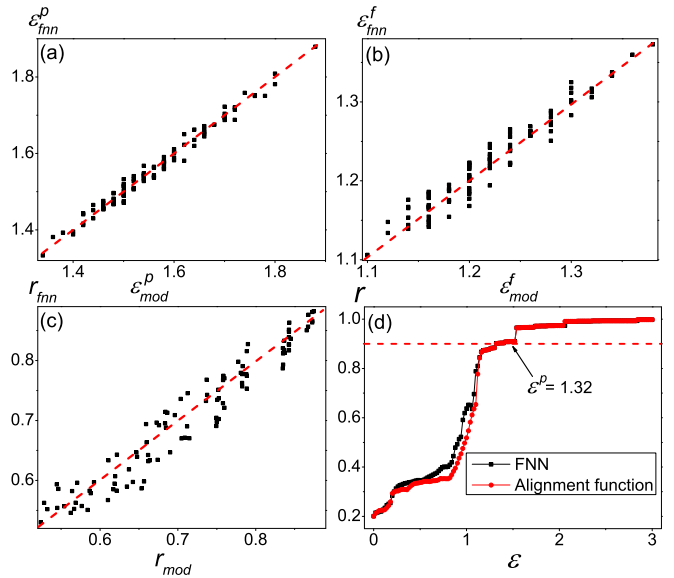 ε^p_fnn
(a)
1.8
1.6
1.4
1.4 1.6 1.8
ε^p_mod
ε^f_fnn
(b)
1.3
1.2
1.1
1.1 1.2 1.3
ε^f_mod
r_fnn
(c)
0.8
0.7
0.6
0.6 0.7 0.8
r_mod
r
(d)
1.0
0.8
0.6
0.4
0.2
ε^p= 1.32
FNN
Alignment function
0 1 2 3
ε